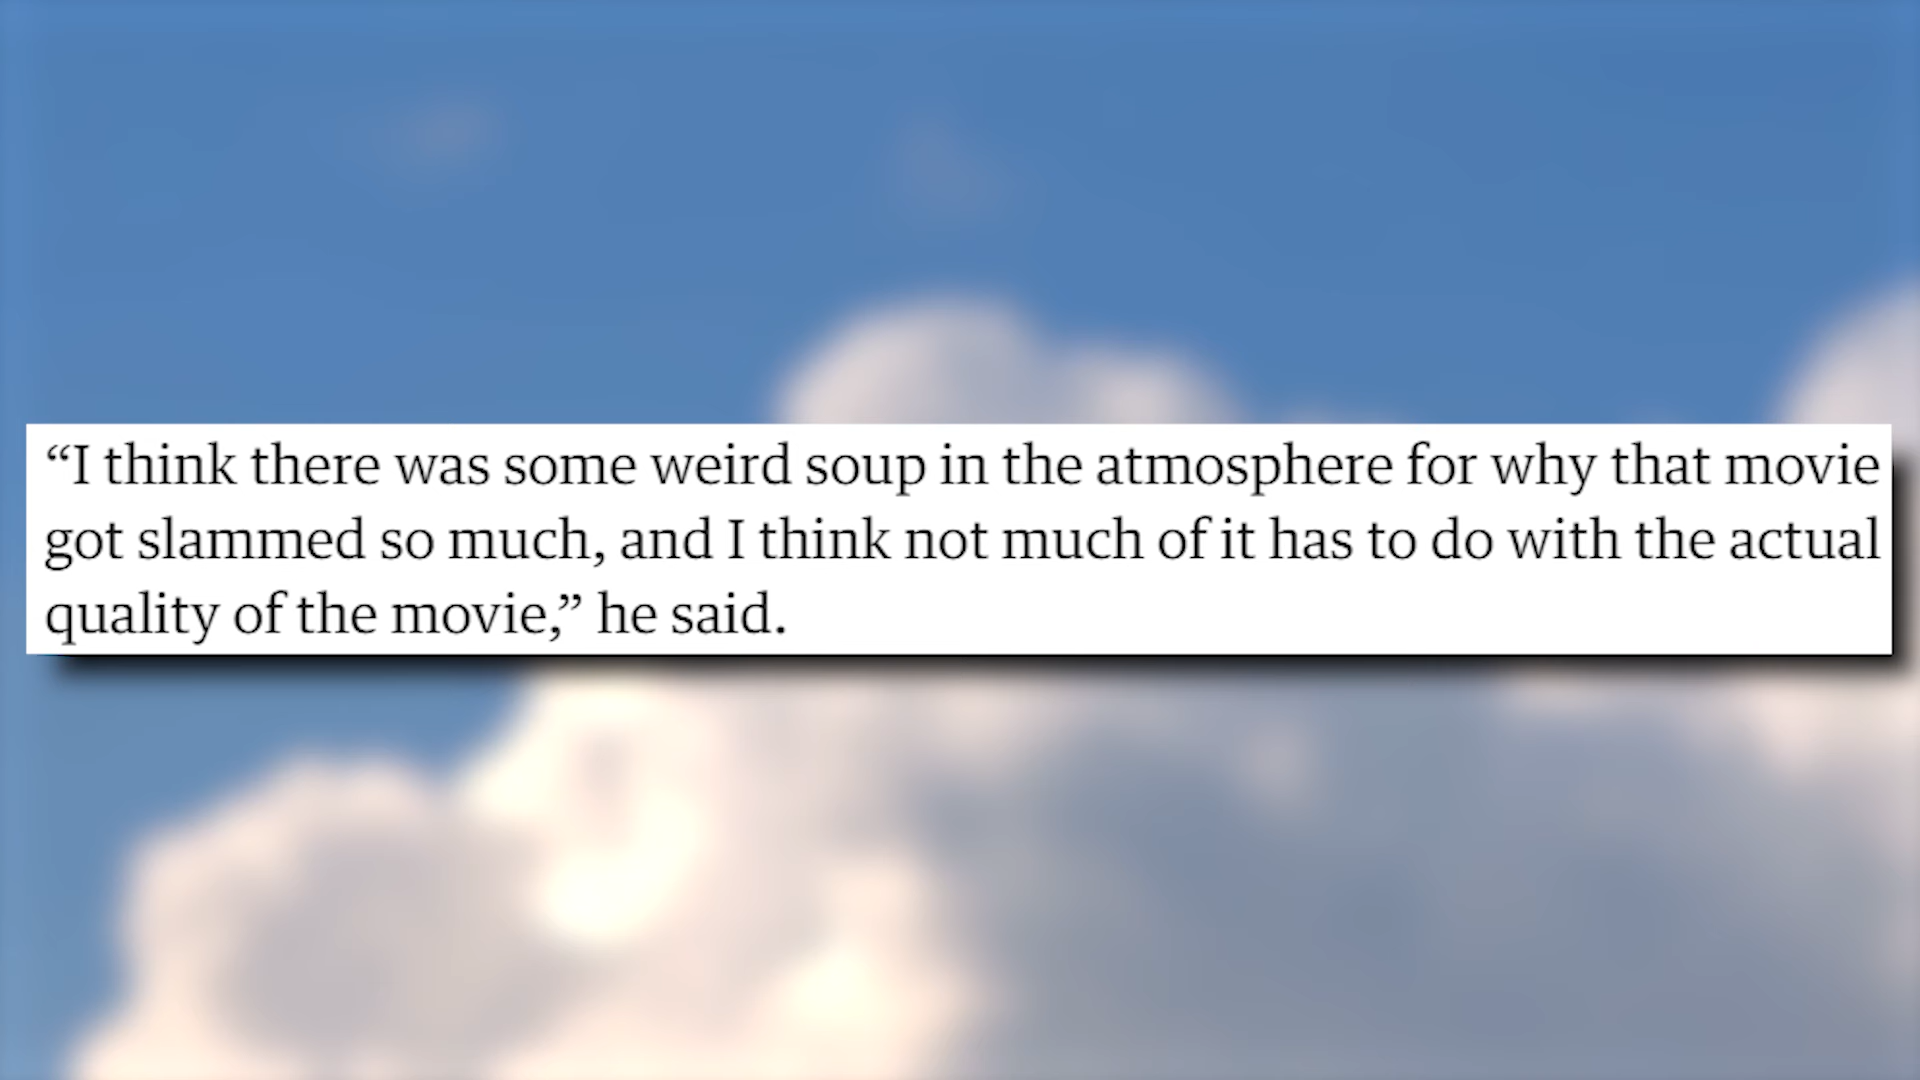 “I think there was some weird soup in the atmosphere for why that movie
got slammed so much, and I think not much of it has to do with the actual
quality of the movie,” he said.